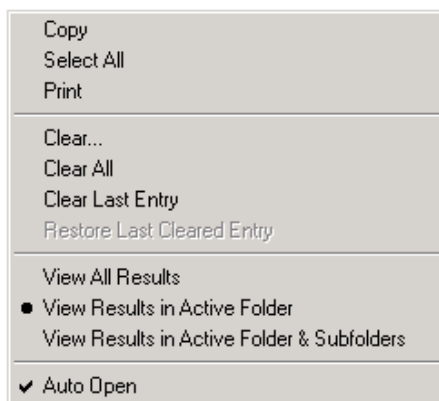 Copy
Select All
Print
Clear...
Clear All
Clear Last Entry
Restore Last Cleared Entry
View All Results
View Results in Active Folder
View Results in Active Folder & Subfolders
Auto Open